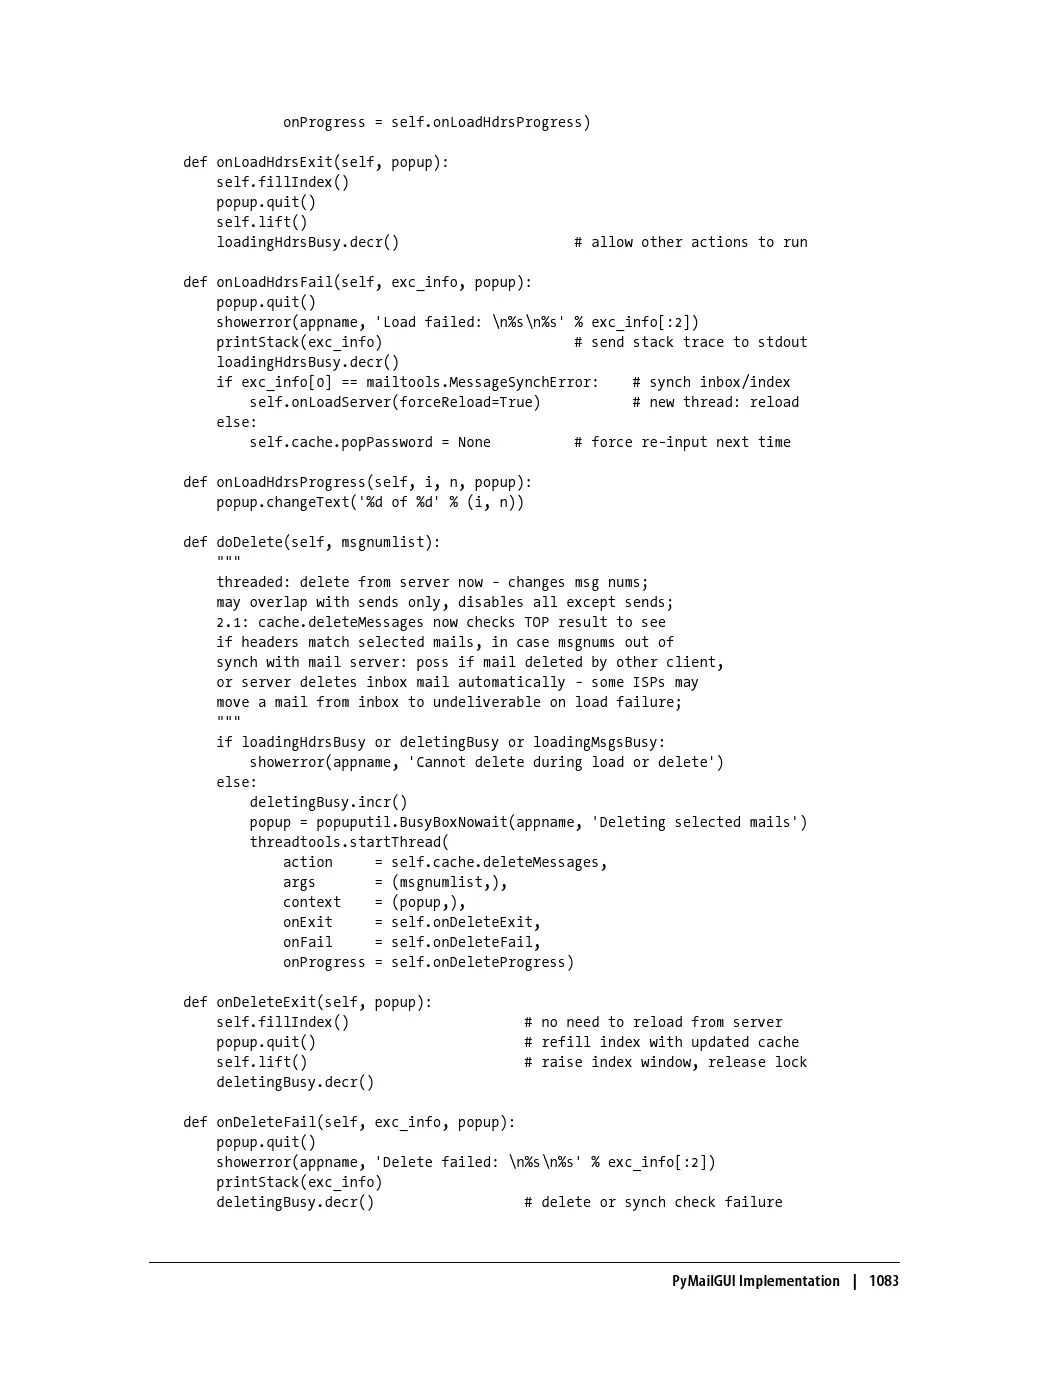 onProgress = self.onLoadHdrsProgress)

def onLoadHdrsExit(self, popup):
    self.fillIndex()
    popup.quit()
    self.lift()
    loadingHdrsBusy.decr()                     # allow other actions to run

def onLoadHdrsFail(self, exc_info, popup):
    popup.quit()
    showerror(appname, 'Load failed: \n%s\n%s' % exc_info[:2])
    printStack(exc_info)                       # send stack trace to stdout
    loadingHdrsBusy.decr()
    if exc_info[0] == mailtools.MessageSynchError:    # synch inbox/index
        self.onLoadServer(forceReload=True)           # new thread: reload
    else:
        self.cache.popPassword = None          # force re-input next time

def onLoadHdrsProgress(self, i, n, popup):
    popup.changeText('%d of %d' % (i, n))

def doDelete(self, msgnumlist):
    """
    threaded: delete from server now - changes msg nums;
    may overlap with sends only, disables all except sends;
    2.1: cache.deleteMessages now checks TOP result to see
    if headers match selected mails, in case msgnums out of
    synch with mail server: poss if mail deleted by other client,
    or server deletes inbox mail automatically - some ISPs may
    move a mail from inbox to undeliverable on load failure;
    """
    if loadingHdrsBusy or deletingBusy or loadingMsgsBusy:
        showerror(appname, 'Cannot delete during load or delete')
    else:
        deletingBusy.incr()
        popup = popuputil.BusyBoxNowait(appname, 'Deleting selected mails')
        threadtools.startThread(
            action     = self.cache.deleteMessages,
            args       = (msgnumlist,),
            context    = (popup,),
            onExit     = self.onDeleteExit,
            onFail     = self.onDeleteFail,
            onProgress = self.onDeleteProgress)

def onDeleteExit(self, popup):
    self.fillIndex()                     # no need to reload from server
    popup.quit()                         # refill index with updated cache
    self.lift()                          # raise index window, release lock
    deletingBusy.decr()

def onDeleteFail(self, exc_info, popup):
    popup.quit()
    showerror(appname, 'Delete failed: \n%s\n%s' % exc_info[:2])
    printStack(exc_info)
    deletingBusy.decr()                  # delete or synch check failure

PyMailGUI Implementation | 1083